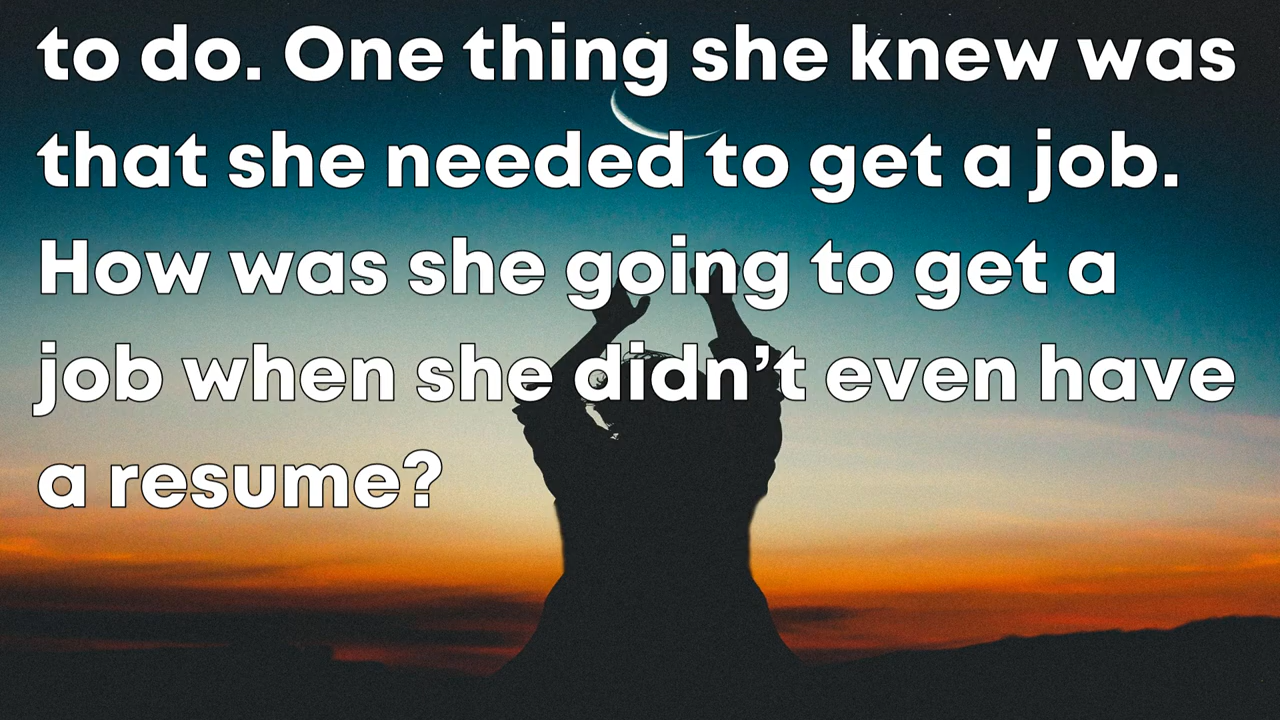 to do. One thing she knew was
that she needed to get a job.
How was she going to get a
job when she didn’t even have
a resume?